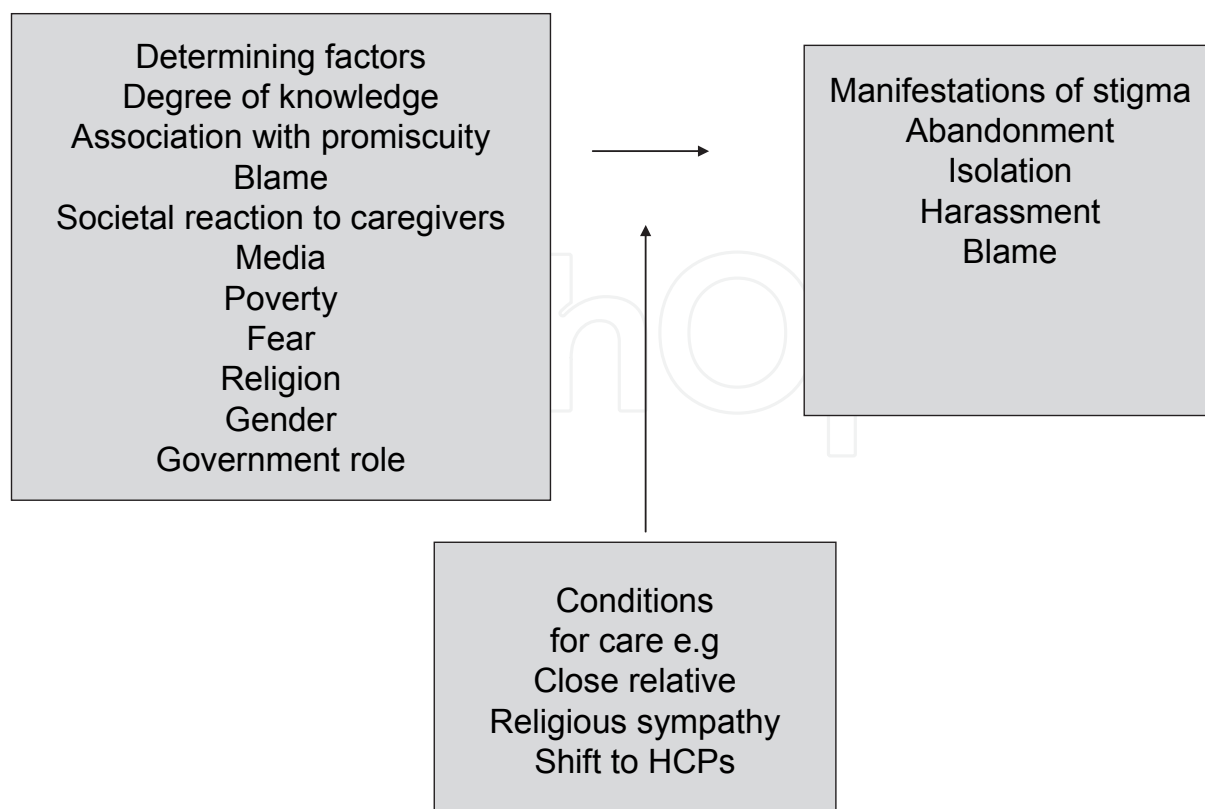 Determining factors
Degree of knowledge
Association with promiscuity
Blame
Societal reaction to caregivers
Media
Poverty
Fear
Religion
Gender
Government role
Manifestations of stigma
Abandonment
Isolation
Harassment
Blame
Conditions
for care e.g
Close relative
Religious sympathy
Shift to HCPs